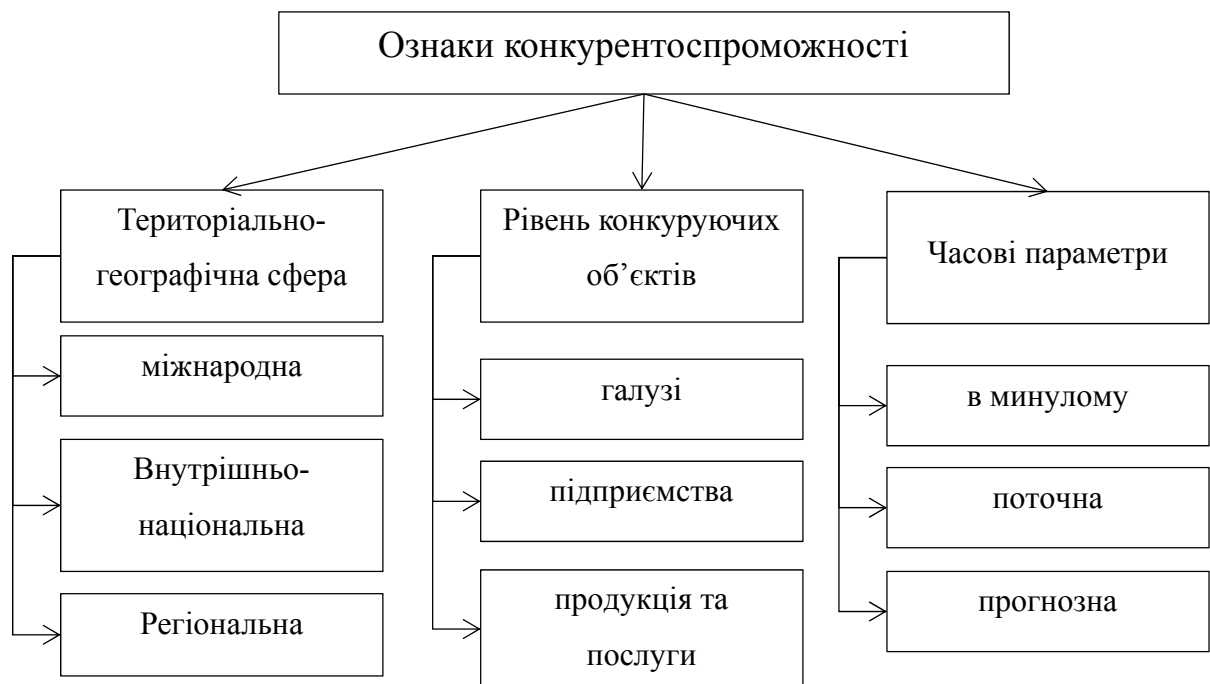 Ознаки конкурентоспроможності
Територіально-
географічна сфера
міжнародна
Внутрішньо-
національна
Регіональна
Рівень конкуруючих
об’єктів
галузі
підприємства
продукція та
послуги
Часові параметри
в минулому
поточна
прогнозна